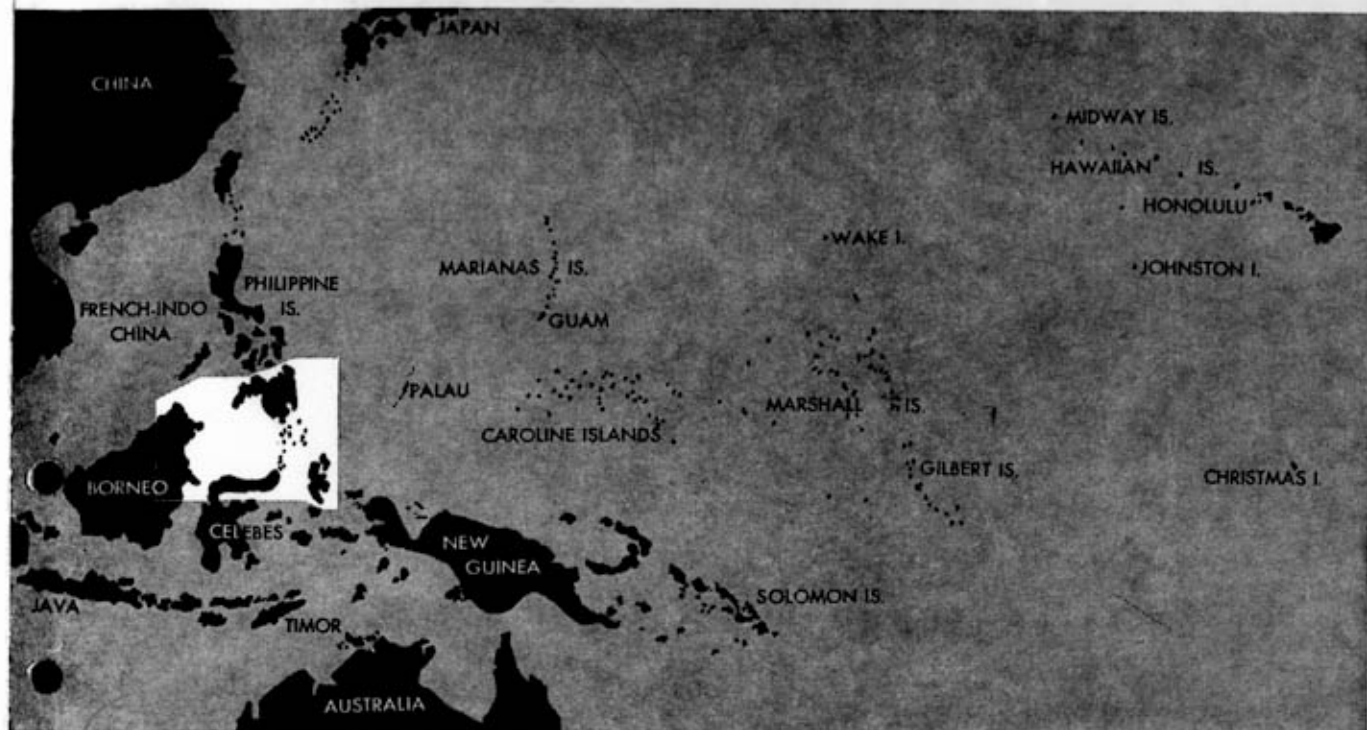 JAPAN
CHINA
MIDWAY IS.
HAWAIIAN IS.
HONOLULU
WAKE I.
MARIANAS IS.
JOHNSTON I.
PHILIPPINE
IS.
FRENCH-INDO
CHINA
GUAM
PALAU
MARSHALL IS.
CAROLINE ISLANDS
GILBERT IS.
CHRISTMAS I.
BORNEO
CELEBES
NEW
GUINEA
SOLOMON IS.
JAVA
TIMOR
AUSTRALIA